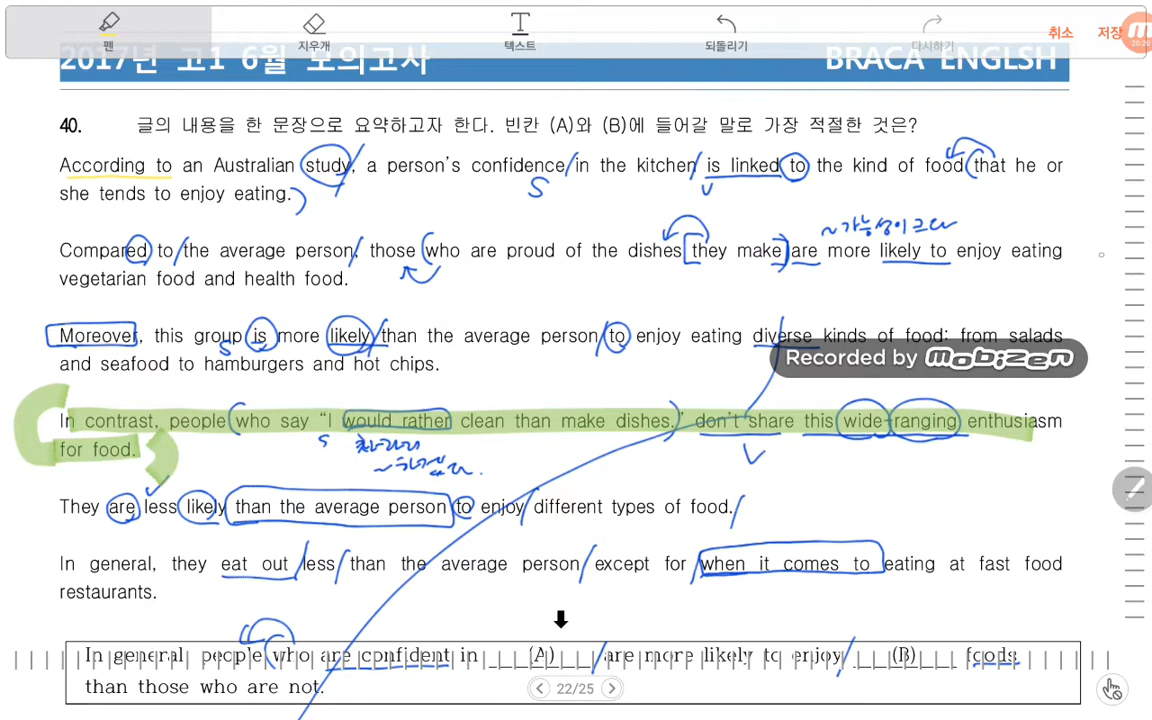 펜 지우개 텍스트 되돌리기 다시하기 취소 저장
2017년 고1 6월 모의고사 BRACA ENGLSH
40. 글의 내용을 한 문장으로 요약하고자 한다. 빈칸 (A)와 (B)에 들어갈 말로 가장 적절한 것은?
According to an Australian study, a person's confidence in the kitchen is linked to the kind of food that he or
S
v
she tends to enjoy eating.
~가능성이 크다
Compared to the average person, those who are proud of the dishes they make are more likely to enjoy eating
vegetarian food and health food.
Moreover, this group is more likely than the average person to enjoy eating diverse kinds of food: from salads
S
Recorded by mobizen
and seafood to hamburgers and hot chips.
In contrast, people who say "I would rather clean than make dishes." don't share this wide-ranging enthusiasm
S 차라리
V
for food.
They are less likely than the average person to enjoy different types of food.
In general, they eat out less than the average person except for when it comes to eating at fast food
restaurants.
In general, people who are confident in ___(A)___ are more likely to enjoy ___(B)___ foods
than those who are not.
22/25